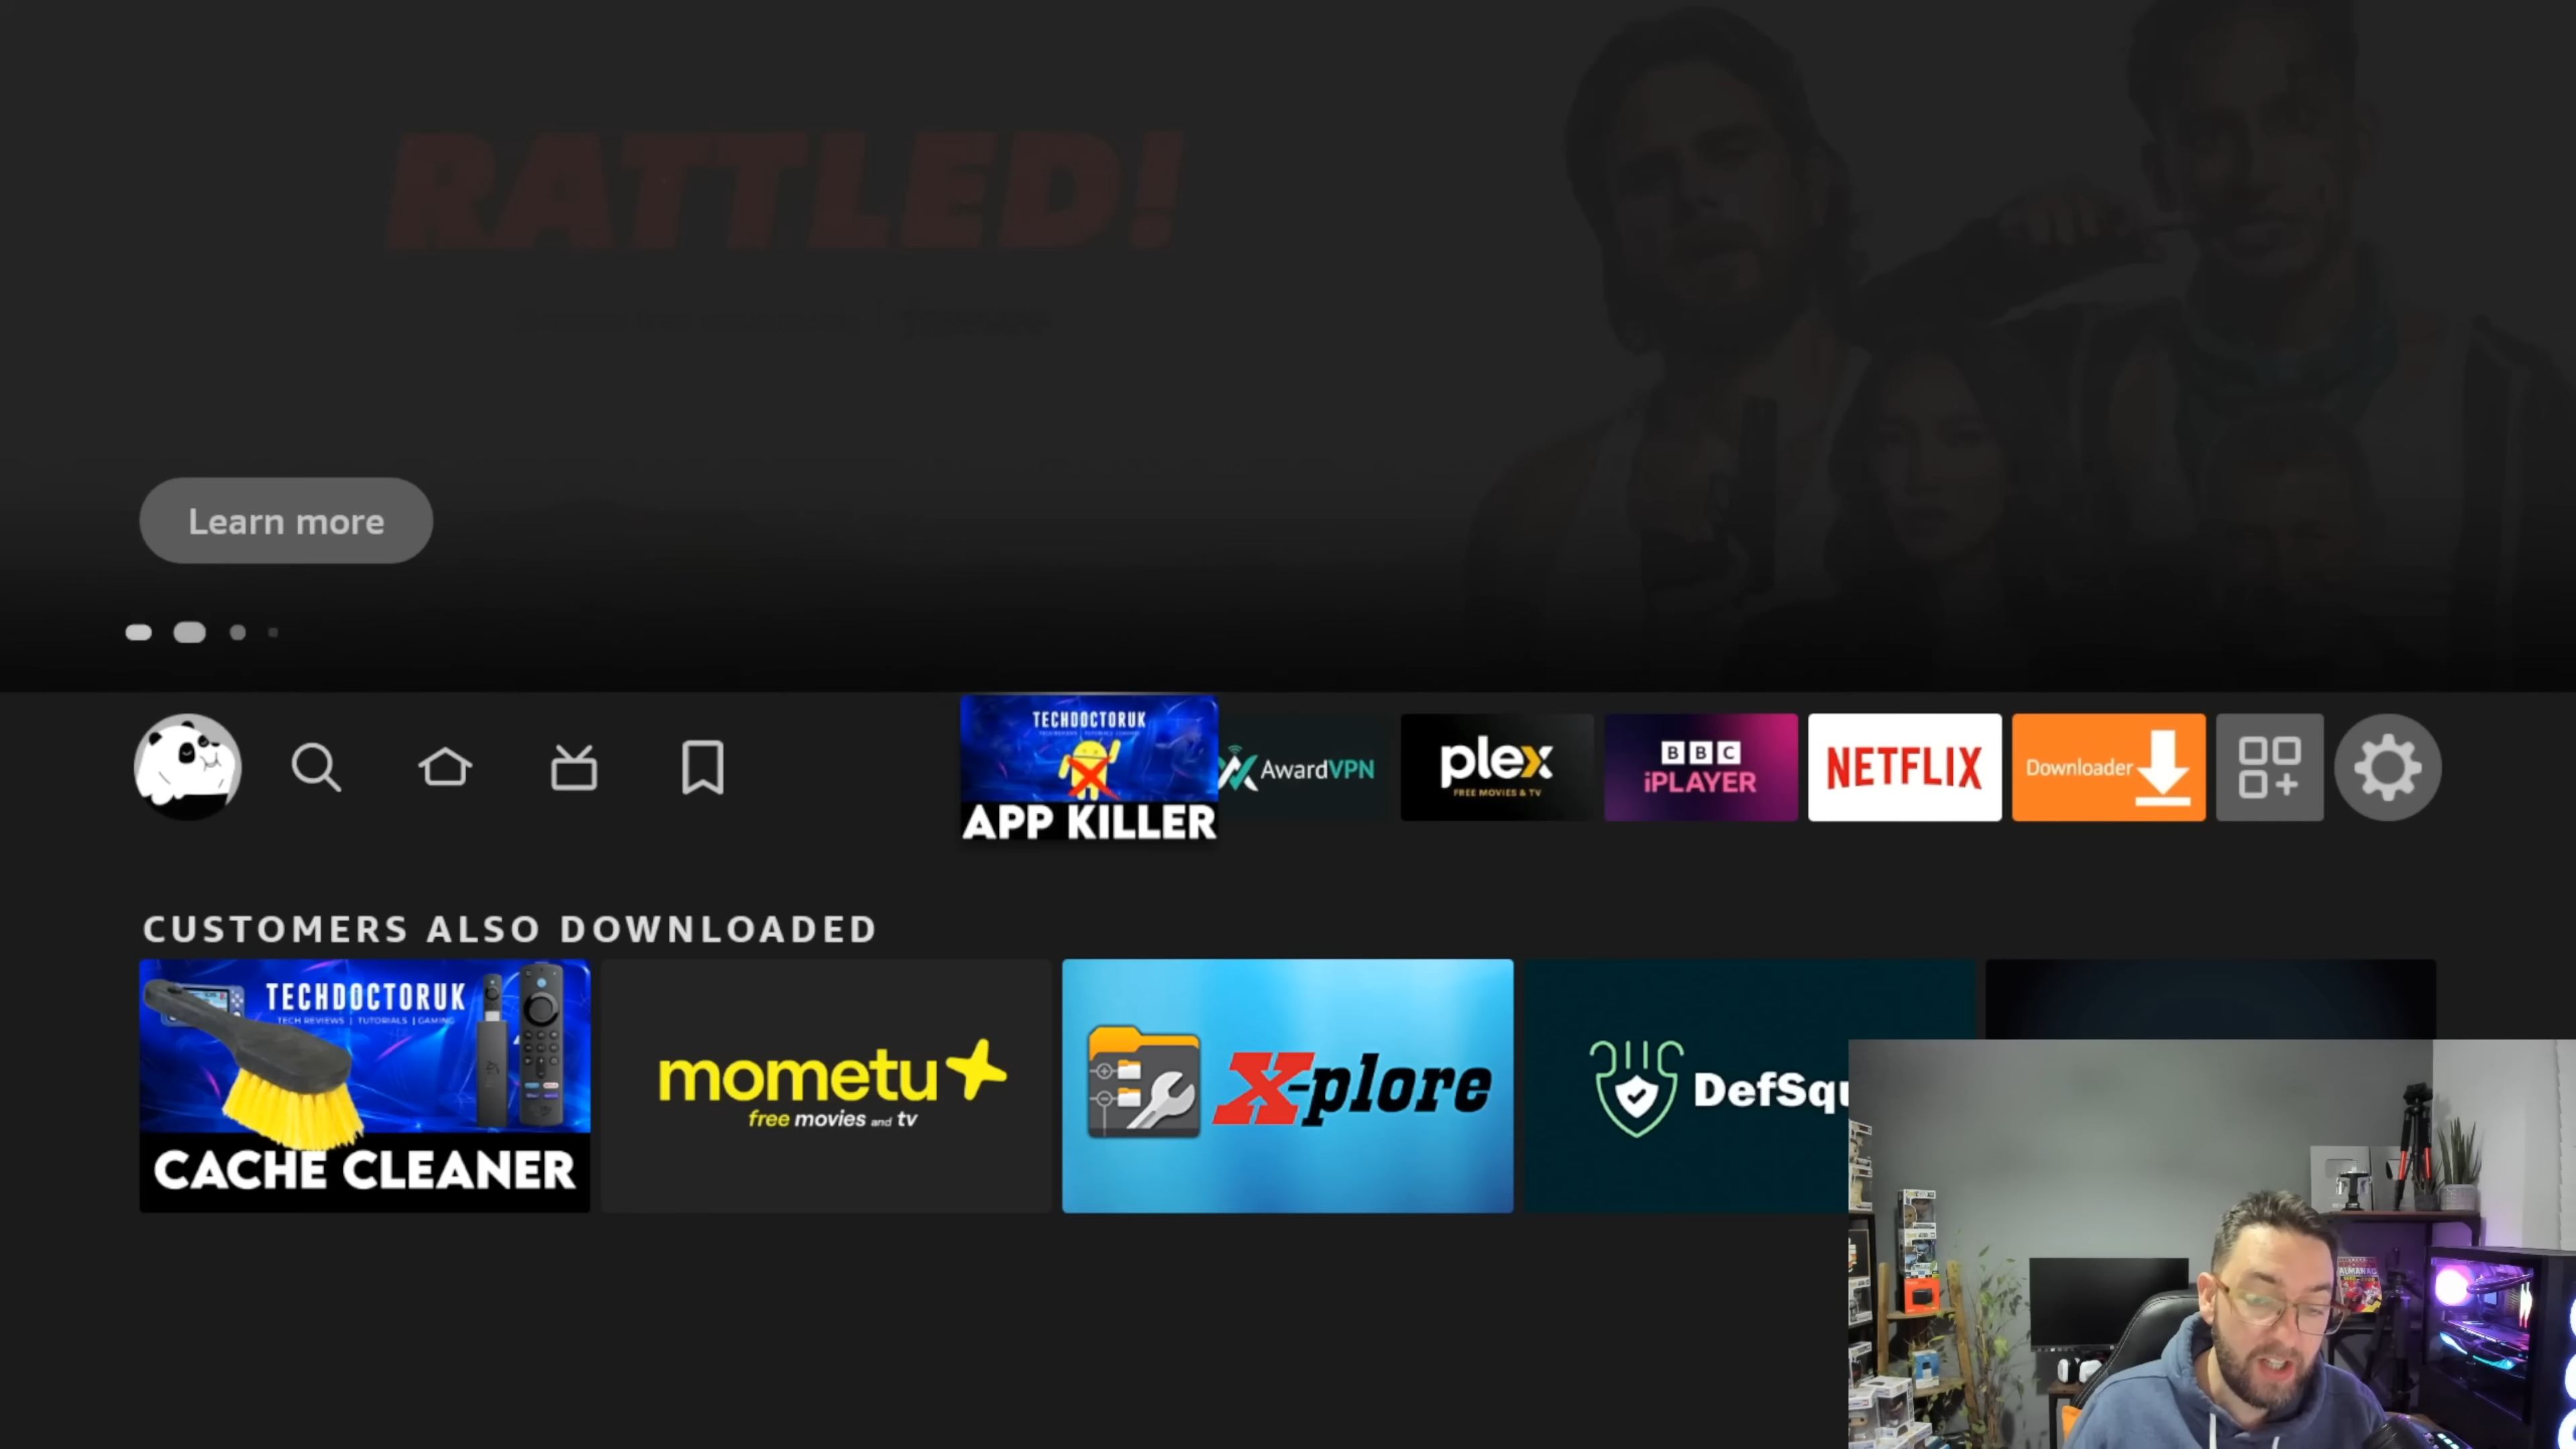 RATTLED!
Learn more
TECHDOCTORUK
APP KILLER
AwardVPN
plex
FREE MOVIES & TV
BBC
iPLAYER
NETFLIX
Downloader
CUSTOMERS ALSO DOWNLOADED
TECHDOCTORUK
TECH REVIEWS | TUTORIALS | GAMING
CACHE CLEANER
mometu
free movies and tv
X-plore
DefSqu
ALMANAC